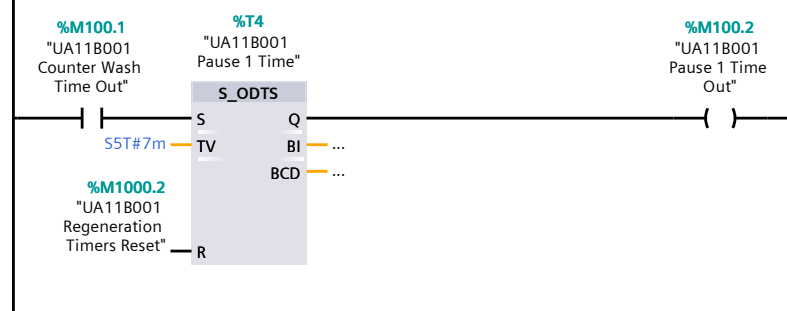 %M100.1
"UA11B001
Counter Wash
Time Out"
%T4
"UA11B001
Pause 1 Time"
%M100.2
"UA11B001
Pause 1 Time
Out"
S_ODTS
S
Q
S5T#7m
TV
BI
...
BCD
...
%M1000.2
"UA11B001
Regeneration
Timers Reset"
R